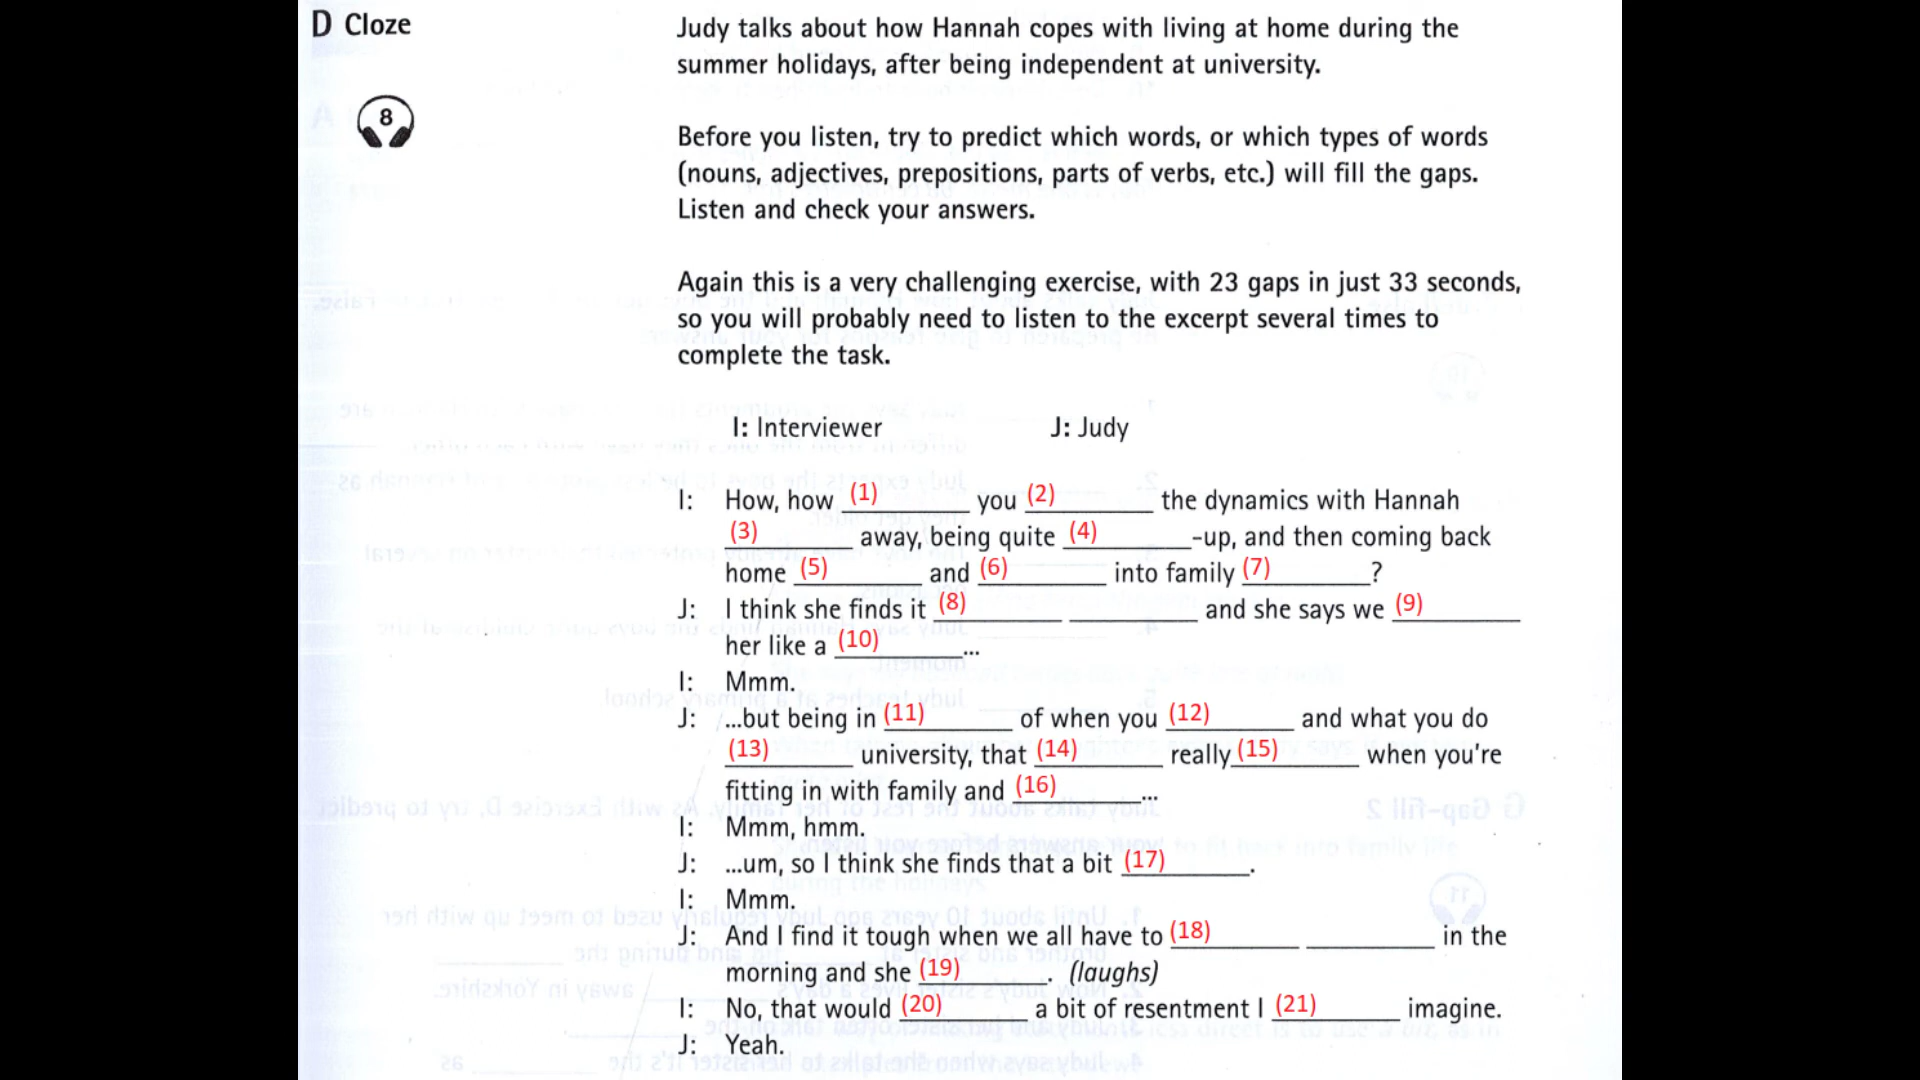 D Cloze
Judy talks about how Hannah copes with living at home during the
summer holidays, after being independent at university.
8
Before you listen, try to predict which words, or which types of words
(nouns, adjectives, prepositions, parts of verbs, etc.) will fill the gaps.
Listen and check your answers.
Again this is a very challenging exercise, with 23 gaps in just 33 seconds,
so you will probably need to listen to the excerpt several times to
complete the task.
I: Interviewer J: Judy
I: How, how (1) you (2) the dynamics with Hannah
(3) away, being quite (4) -up, and then coming back
home (5) and (6) into family (7) ?
J: I think she finds it (8) and she says we (9)
her like a (10) ...
I: Mmm.
J: ...but being in (11) of when you (12) and what you do
(13) university, that (14) really (15) when you're
fitting in with family and (16) ...
I: Mmm, hmm.
J: ...um, so I think she finds that a bit (17) .
I: Mmm.
J: And I find it tough when we all have to (18) in the
morning and she (19) . (laughs)
I: No, that would (20) a bit of resentment I (21) imagine.
J: Yeah.